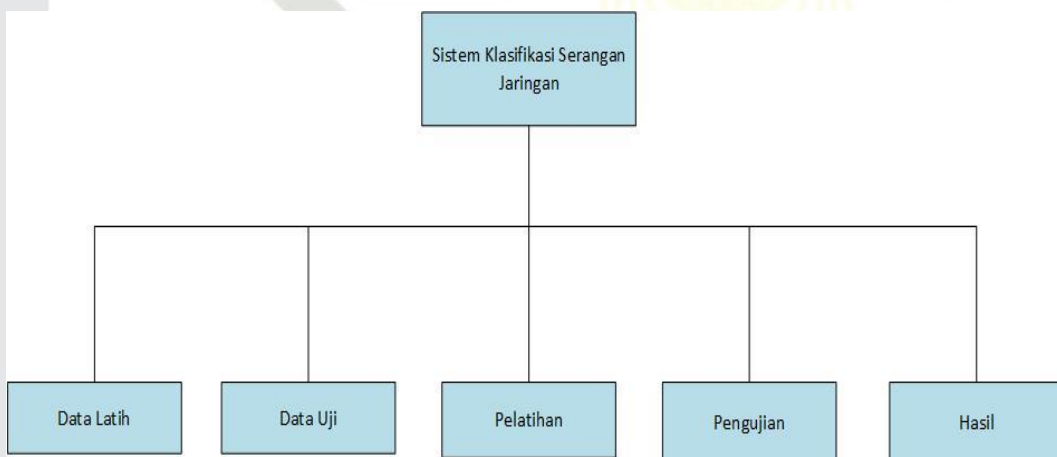 Sistem Klasifikasi Serangan
Jaringan
Data Latih
Data Uji
Pelatihan
Pengujian
Hasil